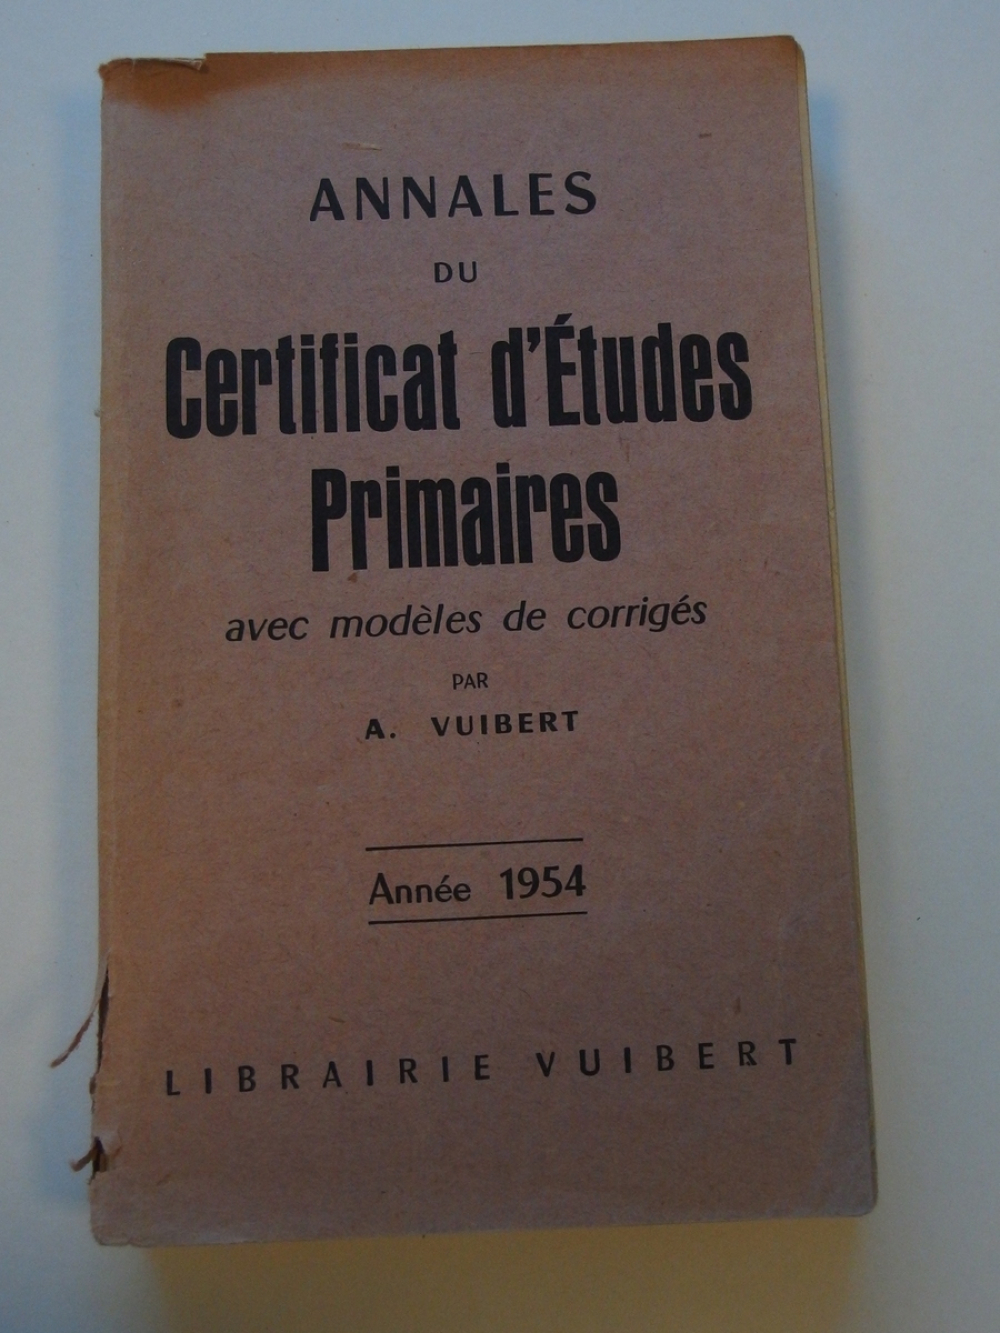 ANNALES
DU
Certificat d'Études
Primaires
avec modèles de corrigés
PAR
A. VUIBERT
Année 1954
LIBRAIRIE VUIBERT